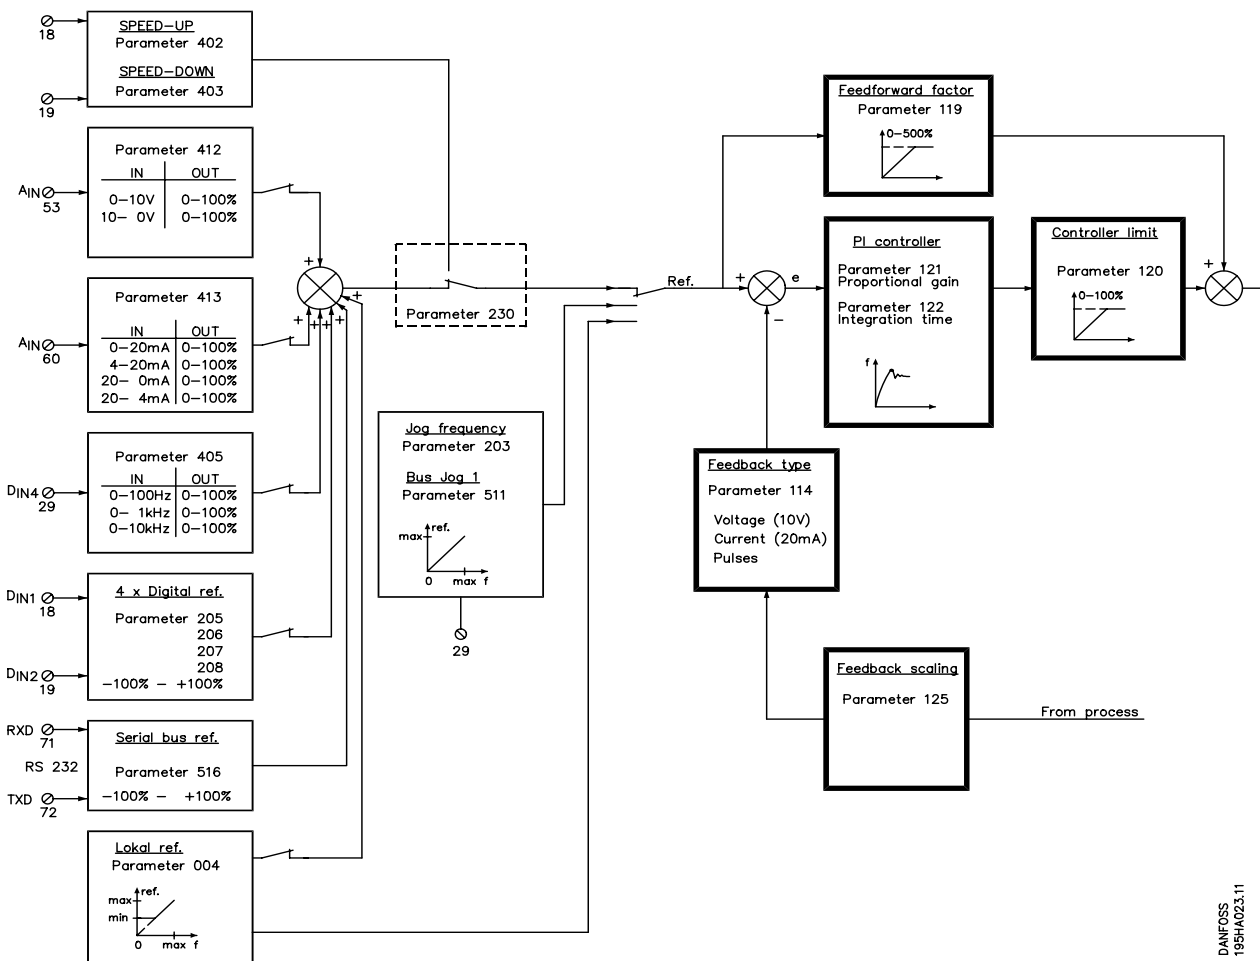 18
SPEED-UP
Parameter 402
SPEED-DOWN
Parameter 403
19
Parameter 412
IN OUT
0-10V 0-100%
10- 0V 0-100%
AIN
53
Parameter 413
IN OUT
0-20mA 0-100%
4-20mA 0-100%
20- 0mA 0-100%
20- 4mA 0-100%
AIN
60
Parameter 405
IN OUT
0-100Hz 0-100%
0- 1kHz 0-100%
0-10kHz 0-100%
DIN4
29
4 x Digital ref.
Parameter 205
206
207
208
-100% - +100%
DIN1
18
DIN2
19
RXD
71
RS 232
TXD
72
Serial bus ref.
Parameter 516
-100% - +100%
Lokal ref.
Parameter 004
ref.
max
min
0 max f
+
+
+
+
+
+
Parameter 230
Jog frequency
Parameter 203
Bus Jog 1
Parameter 511
ref.
max
0 max f
29
Ref.
+
-
e
Feedforward factor
Parameter 119
0-500%
PI controller
Parameter 121
Proportional gain
Parameter 122
Integration time
f
Controller limit
Parameter 120
0-100%
+
+
Feedback type
Parameter 114
Voltage (10V)
Current (20mA)
Pulses
Feedback scaling
Parameter 125
From process
DANFOSS
195HA023.11